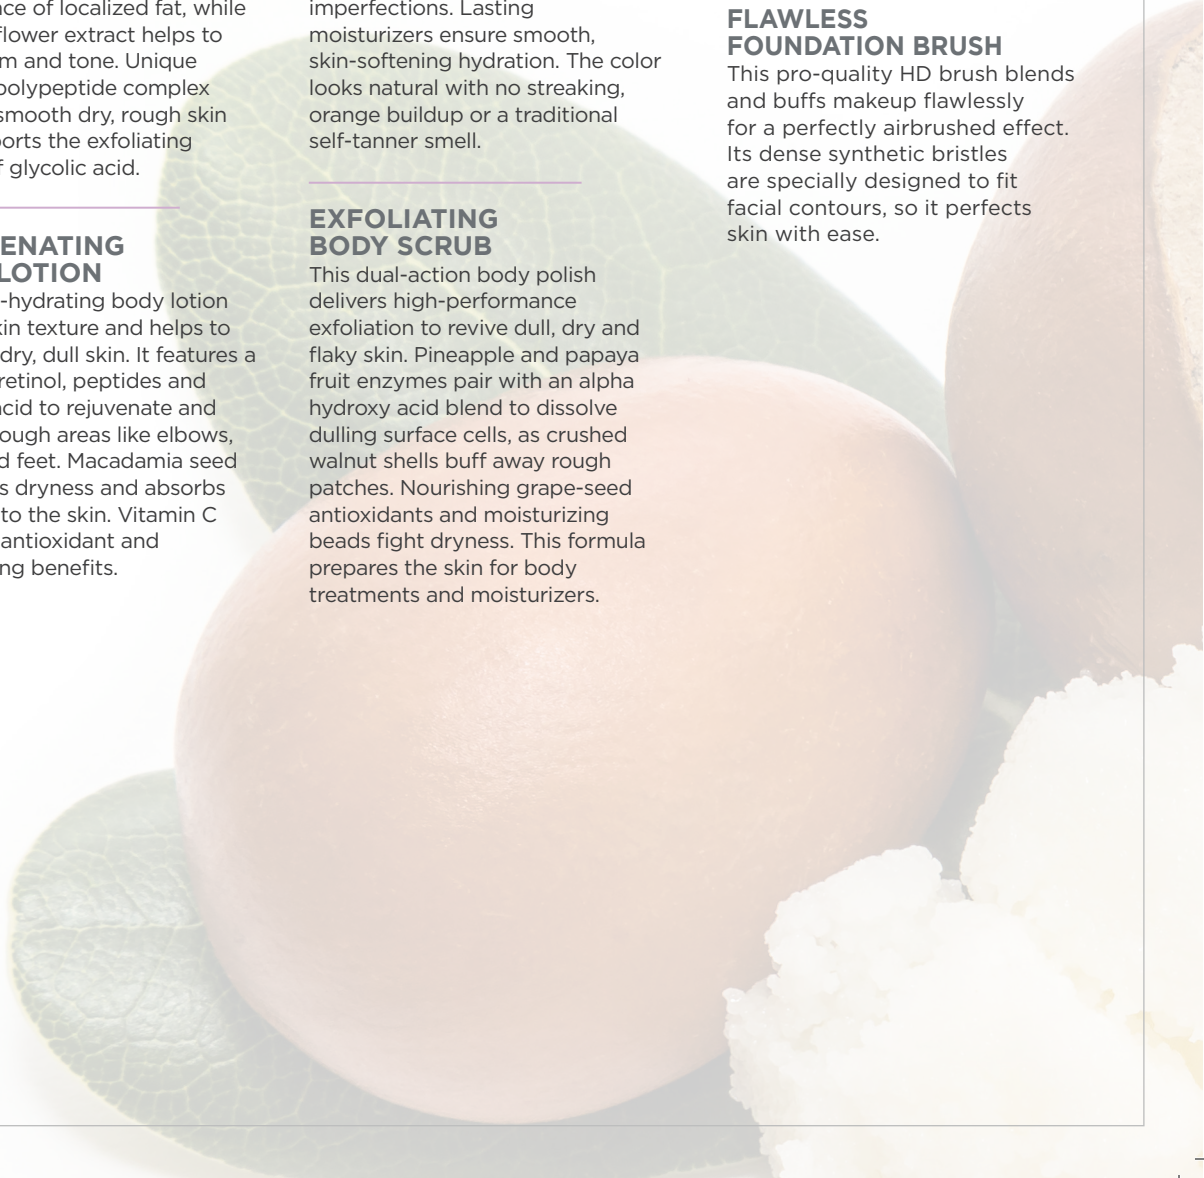 ce of localized fat, while
flower extract helps to
m and tone. Unique
polypeptide complex
smooth dry, rough skin
orts the exfoliating
f glycolic acid.
ENATING
LOTION
-hydrating body lotion
kin texture and helps to
dry, dull skin. It features a
retinol, peptides and
acid to rejuvenate and
ough areas like elbows,
d feet. Macadamia seed
s dryness and absorbs
to the skin. Vitamin C
antioxidant and
ng benefits.
imperfections. Lasting
moisturizers ensure smooth,
skin-softening hydration. The color
looks natural with no streaking,
orange buildup or a traditional
self-tanner smell.
EXFOLIATING
BODY SCRUB
This dual-action body polish
delivers high-performance
exfoliation to revive dull, dry and
flaky skin. Pineapple and papaya
fruit enzymes pair with an alpha
hydroxy acid blend to dissolve
dulling surface cells, as crushed
walnut shells buff away rough
patches. Nourishing grape-seed
antioxidants and moisturizing
beads fight dryness. This formula
prepares the skin for body
treatments and moisturizers.
FLAWLESS
FOUNDATION BRUSH
This pro-quality HD brush blends
and buffs makeup flawlessly
for a perfectly airbrushed effect.
Its dense synthetic bristles
are specially designed to fit
facial contours, so it perfects
skin with ease.